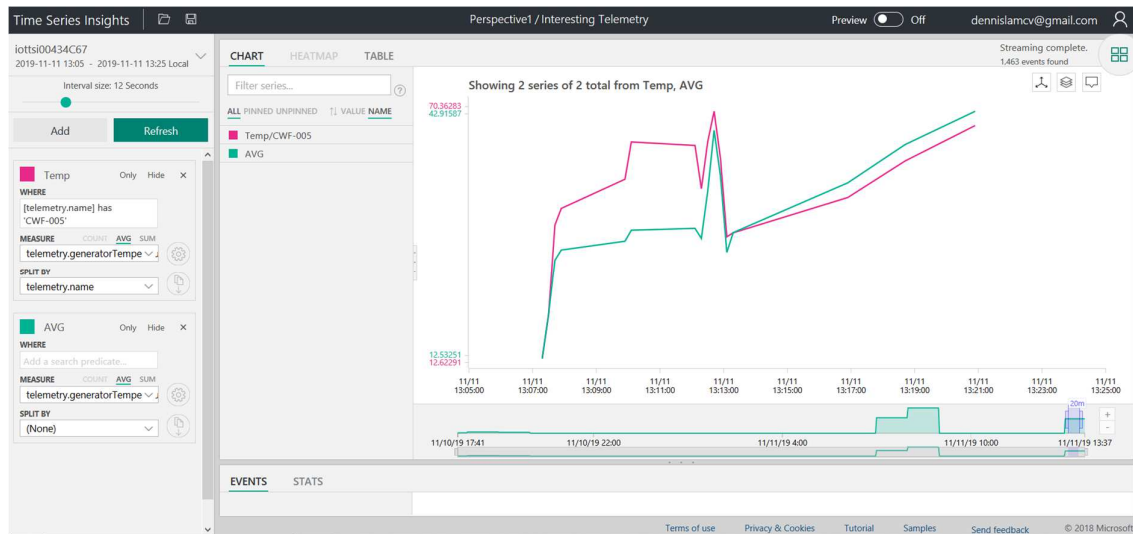 Time Series Insights
Perspective1 / Interesting Telemetry
Preview Off
dennislamcv@gmail.com
iottsi00434C67
2019-11-11 13:05 - 2019-11-11 13:25 Local
Interval size: 12 Seconds
Add Refresh
Temp Only Hide ×
WHERE
[telemetry.name] has
'CWF-005'
MEASURE COUNT AVG SUM
telemetry.generatorTempe
SPLIT BY
telemetry.name
AVG Only Hide ×
WHERE
Add a search predicate...
MEASURE COUNT AVG SUM
telemetry.generatorTempe
SPLIT BY
(None)
CHART HEATMAP TABLE
Streaming complete.
1,463 events found
Filter series...
?
ALL PINNED UNPINNED VALUE NAME
Temp/CWF-005
AVG
Showing 2 series of 2 total from Temp, AVG
70.36283
42.91587
12.53251
12.62291
11/11 11/11 11/11 11/11 11/11 11/11 11/11 11/11 11/11 11/11 11/11
13:05:00 13:07:00 13:09:00 13:11:00 13:13:00 13:15:00 13:17:00 13:19:00 13:21:00 13:23:00 13:25:00
20m
+
-
11/10/19 17:41 11/10/19 22:00 11/11/19 4:00 11/11/19 10:00 11/11/19 13:37
EVENTS STATS
Terms of use Privacy & Cookies Tutorial Samples Send feedback © 2018 Microsoft